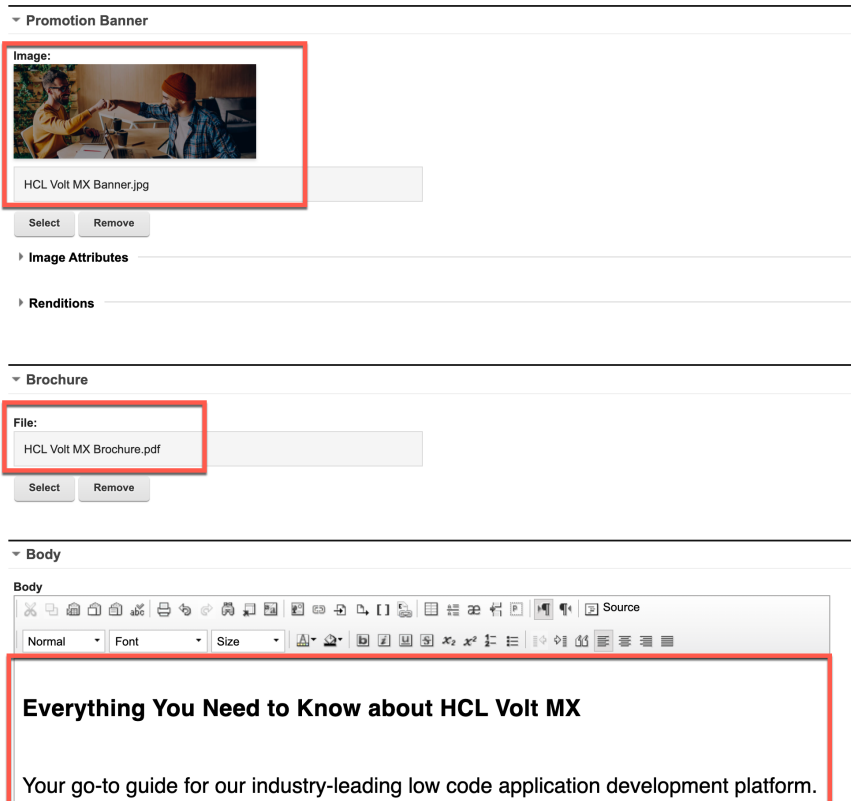 Promotion Banner
Image:
HCL Volt MX Banner.jpg
Select Remove
Image Attributes
Renditions
Brochure
File:
HCL Volt MX Brochure.pdf
Select Remove
Body
Body
Source
Normal Font Size
Everything You Need to Know about HCL Volt MX
Your go-to guide for our industry-leading low code application development platform.